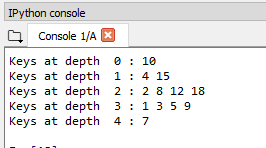 IPython console
Console 1/A
Keys at depth  0 : 10
Keys at depth  1 : 4 15
Keys at depth  2 : 2 8 12 18
Keys at depth  3 : 1 3 5 9
Keys at depth  4 : 7